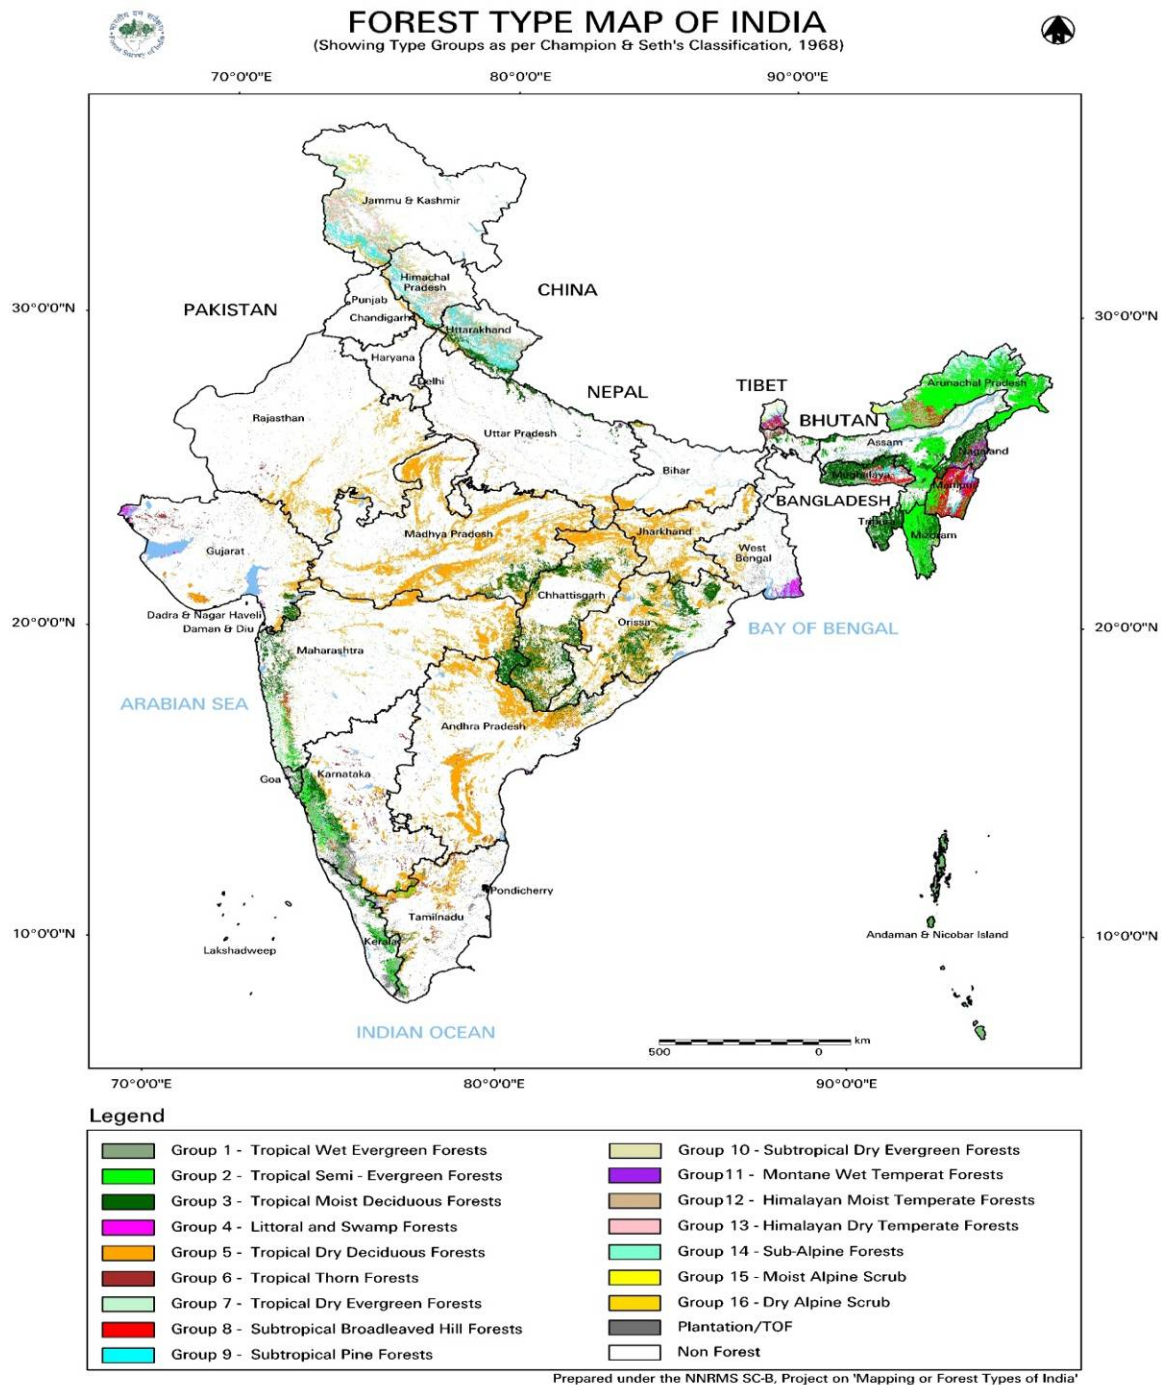 FOREST TYPE MAP OF INDIA
(Showing Type Groups as per Champion & Seth's Classification, 1968)
70°0'0"E 80°0'0"E 90°0'0"E
Jammu & Kashmir
Himachal
Pradesh
CHINA
30°0'0"N PAKISTAN Punjab 30°0'0"N
Chandigarh
Uttarakhand
Haryana
Delhi
NEPAL TIBET
Arunachal Pradesh
Rajasthan BHUTAN
Uttar Pradesh Assam
Nagaland
Bihar
Manipur
BANGLADESH
Madhya Pradesh Jharkhand Tripura Mizoram
Gujarat West
Bengal
Chhattisgarh
Dadra & Nagar Haveli
Daman & Diu
20°0'0"N Orissa BAY OF BENGAL 20°0'0"N
Maharashtra
ARABIAN SEA
Andhra Pradesh
Goa Karnataka
Pondicherry
Tamilnadu
10°0'0"N Lakshadweep Kerala Andaman & Nicobar Island 10°0'0"N
INDIAN OCEAN
km
500 0
70°0'0"E 80°0'0"E 90°0'0"E
Legend
Group 1 - Tropical Wet Evergreen Forests
Group 2 - Tropical Semi - Evergreen Forests
Group 3 - Tropical Moist Deciduous Forests
Group 4 - Littoral and Swamp Forests
Group 5 - Tropical Dry Deciduous Forests
Group 6 - Tropical Thorn Forests
Group 7 - Tropical Dry Evergreen Forests
Group 8 - Subtropical Broadleaved Hill Forests
Group 9 - Subtropical Pine Forests
Group 10 - Subtropical Dry Evergreen Forests
Group11 - Montane Wet Temperat Forests
Group12 - Himalayan Moist Temperate Forests
Group 13 - Himalayan Dry Temperate Forests
Group 14 - Sub-Alpine Forests
Group 15 - Moist Alpine Scrub
Group 16 - Dry Alpine Scrub
Plantation/TOF
Non Forest
Prepared under the NNRMS SC-B, Project on 'Mapping or Forest Types of India'